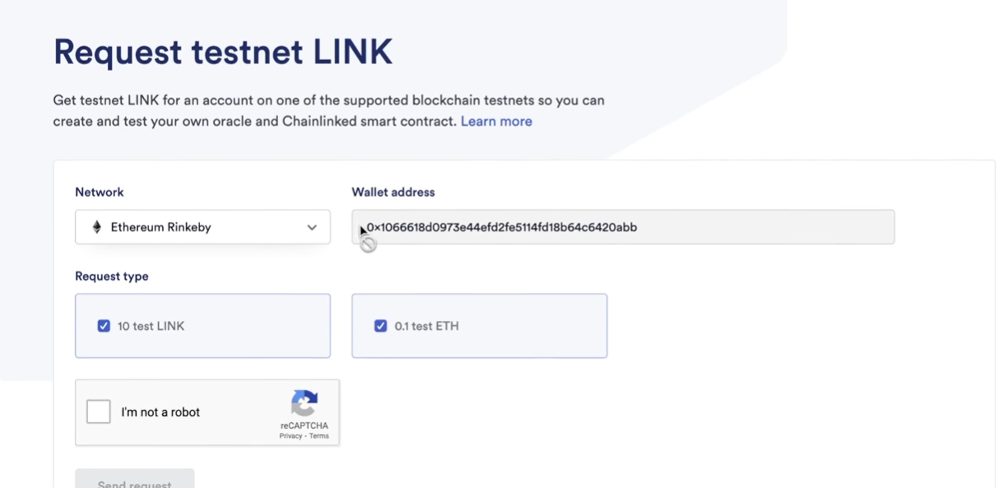 Request testnet LINK
Get testnet LINK for an account on one of the supported blockchain testnets so you can
create and test your own oracle and Chainlinked smart contract. Learn more
Network
Wallet address
Ethereum Rinkeby
0x1066618d0973e44efd2fe5114fd18b64c6420abb
Request type
10 test LINK
0.1 test ETH
I'm not a robot
reCAPTCHA
Privacy - Terms
Send request